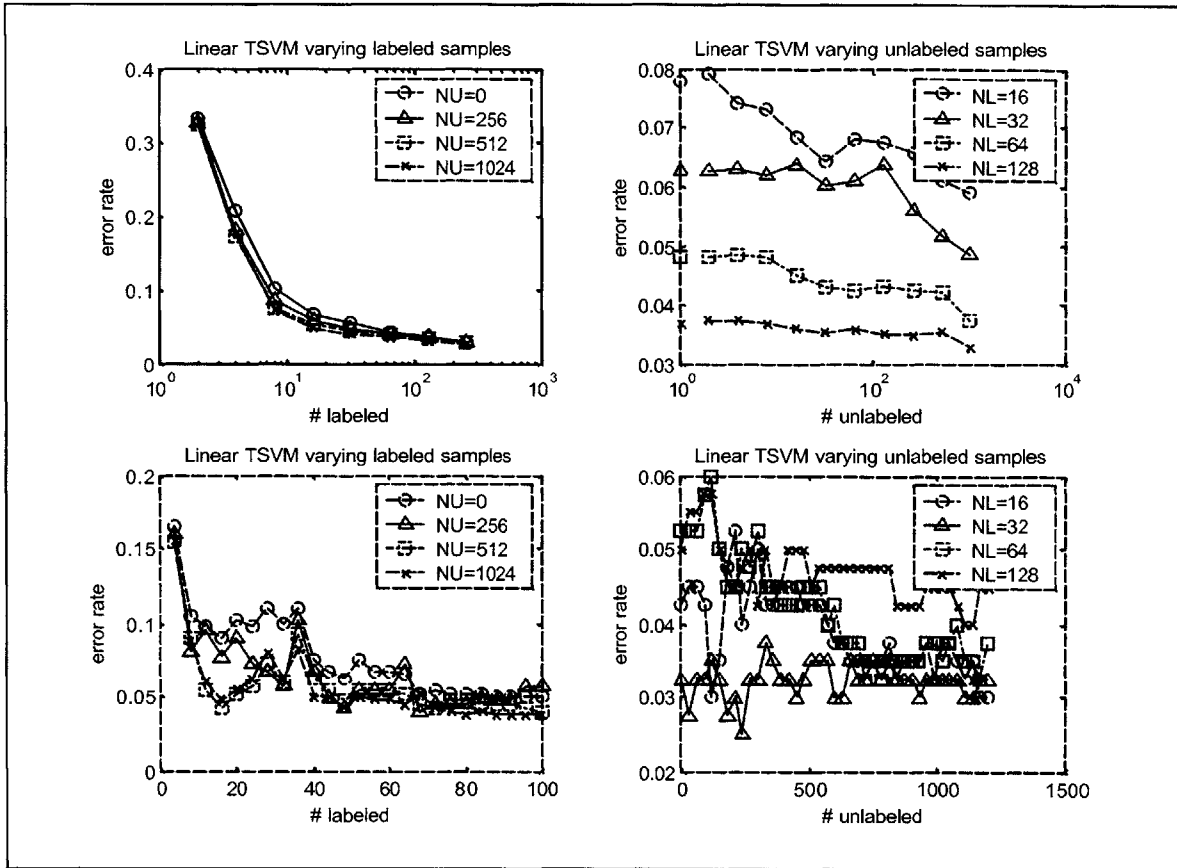 Linear TSVM varying labeled samples
0.4
0.3
0.2
0.1
0
error rate
NU=0
NU=256
NU=512
NU=1024
10^0
10^1
10^2
10^3
# labeled
Linear TSVM varying unlabeled samples
0.08
0.07
0.06
0.05
0.04
0.03
error rate
NL=16
NL=32
NL=64
NL=128
10^0
10^2
10^4
# unlabeled
Linear TSVM varying labeled samples
0.2
0.15
0.1
0.05
0
error rate
NU=0
NU=256
NU=512
NU=1024
0
20
40
60
80
100
# labeled
Linear TSVM varying unlabeled samples
0.06
0.05
0.04
0.03
0.02
error rate
NL=16
NL=32
NL=64
NL=128
0
500
1000
1500
# unlabeled